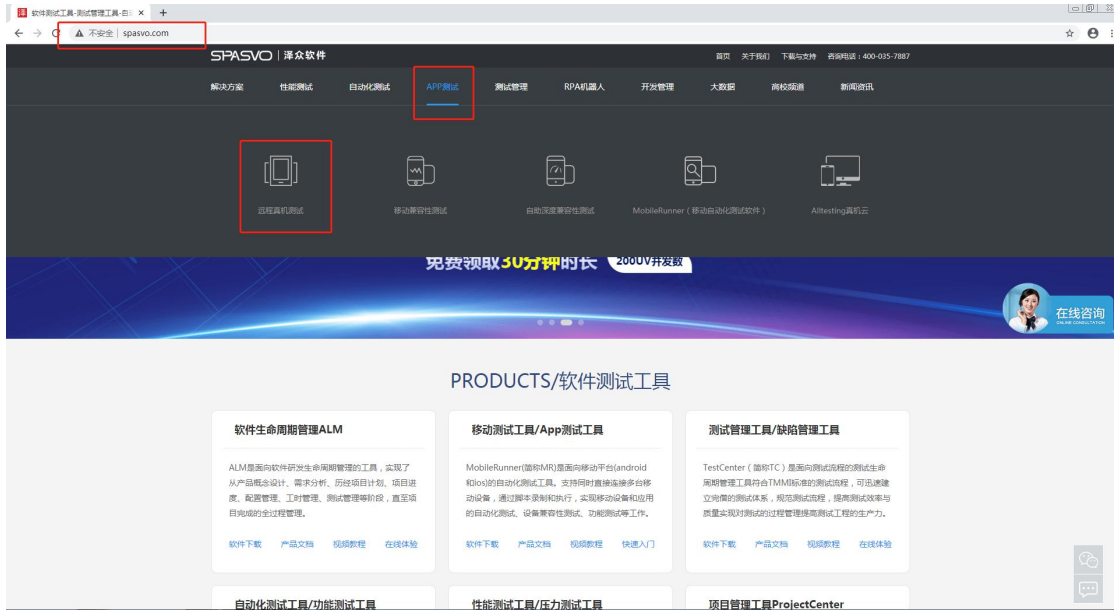 泽 软件测试工具-测试管理工具-自 × +
不安全 | spasvo.com
SPASVO 泽众软件
首页 关于我们 下载与支持 咨询电话：400-035-7887
解决方案 性能测试 自动化测试 APP测试 测试管理 RPA机器人 开发管理 大数据 高校频道 新闻资讯
远程真机测试 移动兼容性测试 自助深度兼容性测试 MobileRunner（移动自动化测试软件） Alltesting真机云
免费领取30分钟时长 200UV并发数
在线咨询
ONLINE CONSULTATION
PRODUCTS/软件测试工具
软件生命周期管理ALM
ALM是面向软件研发生命周期管理的工具，实现了
从产品概念设计、需求分析、历经项目计划、项目进
度、配置管理、工时管理、测试管理等阶段，直至项
目完成的全过程管理。
软件下载 产品文档 视频教程 在线体验
移动测试工具/App测试工具
MobileRunner(简称MR)是面向移动平台(android
和ios)的自动化测试工具。支持同时直接连接多台移
动设备，通过脚本录制和执行，实现移动设备和应用
的自动化测试、设备兼容性测试、功能测试等工作。
软件下载 产品文档 视频教程 快速入门
测试管理工具/缺陷管理工具
TestCenter（简称TC）是面向测试流程的测试生命
周期管理工具符合TMMI标准的测试流程，可迅速建
立完善的测试体系，规范测试流程，提高测试效率与
质量实现对测试的过程管理提高测试工程的生产力。
软件下载 产品文档 视频教程 在线体验
自动化测试工具/功能测试工具
性能测试工具/压力测试工具
项目管理工具ProjectCenter